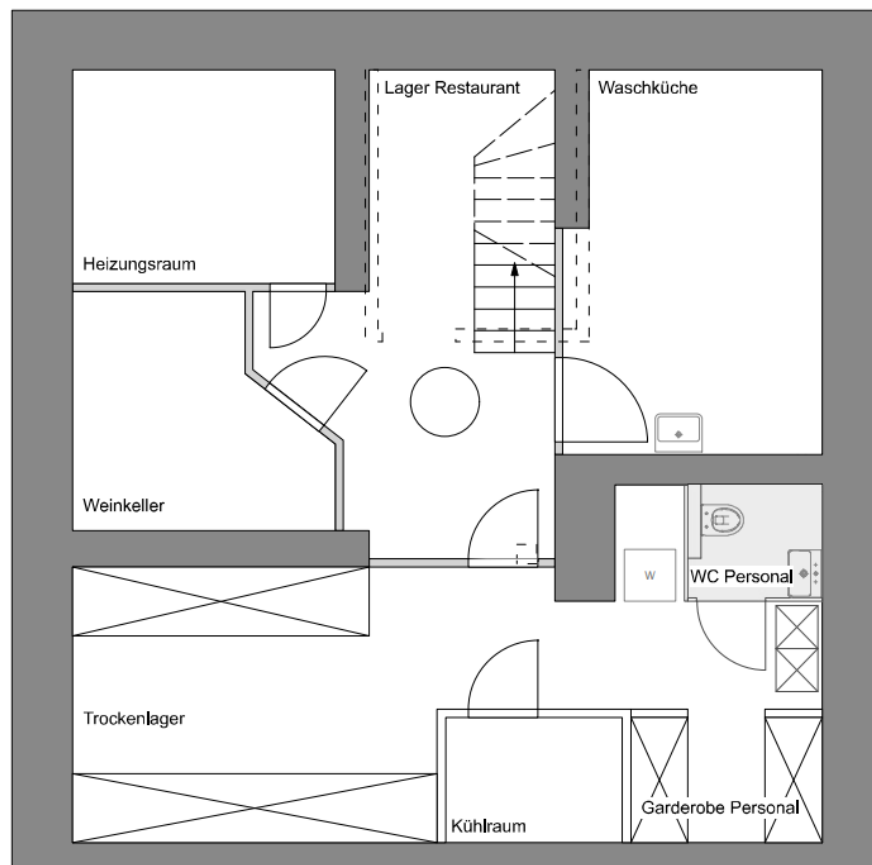 Lager Restaurant
Waschküche
Heizungsraum
Weinkeller
W
WC Personal
Trockenlager
Garderobe Personal
Kühlraum